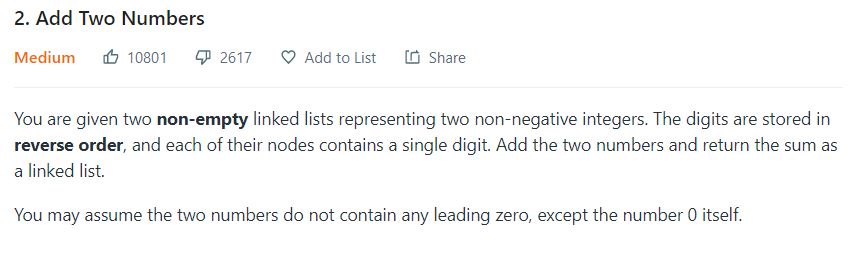 2. Add Two Numbers
Medium 10801 2617 Add to List Share
You are given two non-empty linked lists representing two non-negative integers. The digits are stored in
reverse order, and each of their nodes contains a single digit. Add the two numbers and return the sum as
a linked list.
You may assume the two numbers do not contain any leading zero, except the number 0 itself.